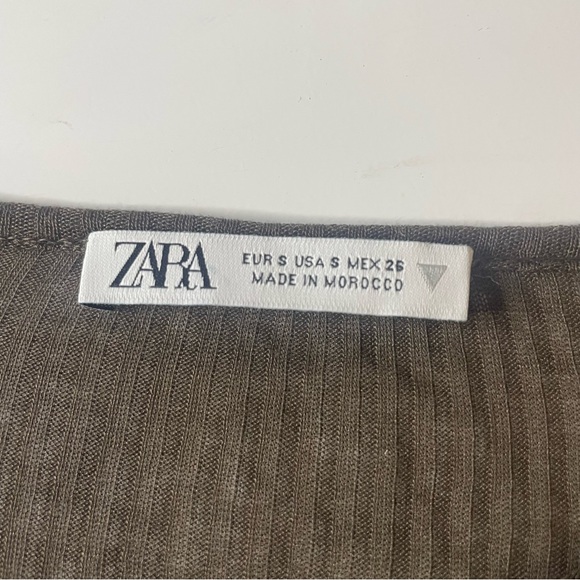 ZARA
EUR S USA S MEX 26
MADE IN MOROCCO